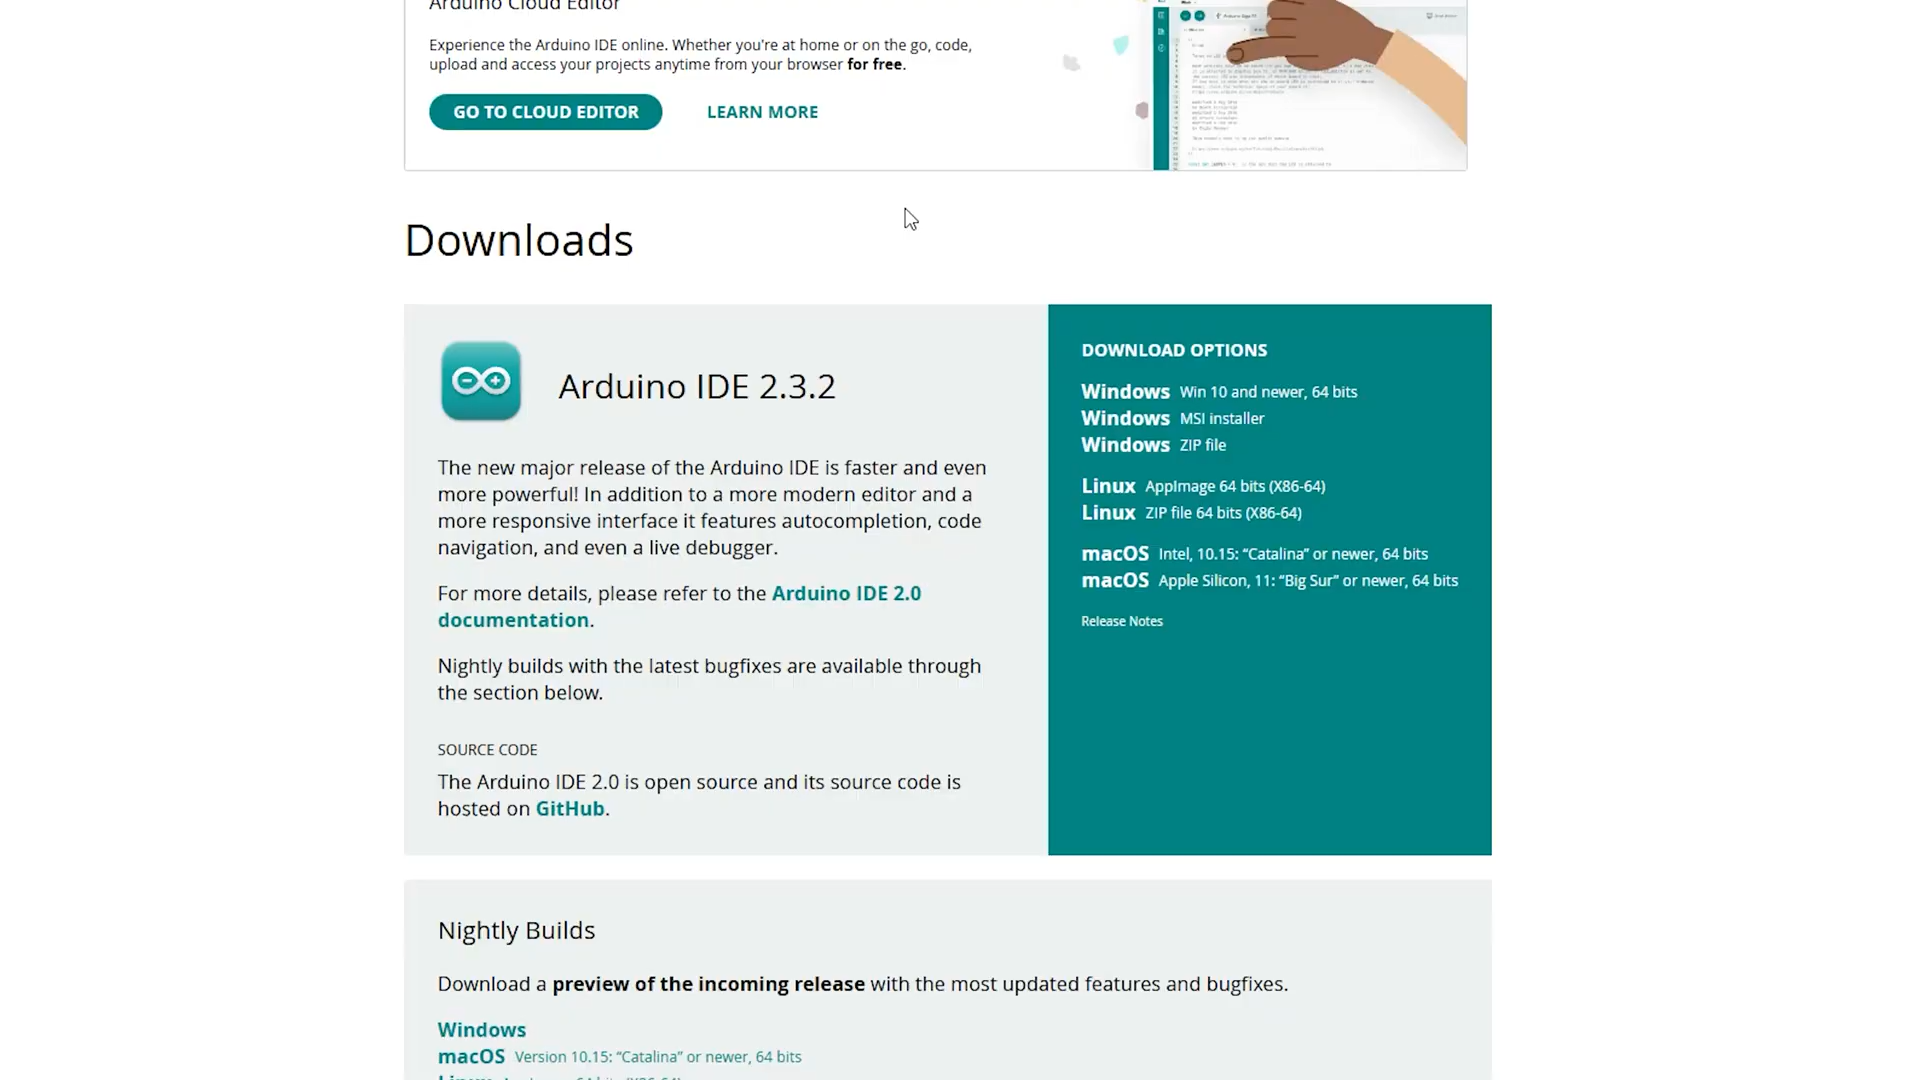 Arduino Cloud Editor
Experience the Arduino IDE online. Whether you're at home or on the go, code,
upload and access your projects anytime from your browser for free.
GO TO CLOUD EDITOR
LEARN MORE
Downloads
Arduino IDE 2.3.2
The new major release of the Arduino IDE is faster and even
more powerful! In addition to a more modern editor and a
more responsive interface it features autocompletion, code
navigation, and even a live debugger.
For more details, please refer to the Arduino IDE 2.0
documentation.
Nightly builds with the latest bugfixes are available through
the section below.
SOURCE CODE
The Arduino IDE 2.0 is open source and its source code is
hosted on GitHub.
DOWNLOAD OPTIONS
Windows Win 10 and newer, 64 bits
Windows MSI installer
Windows ZIP file
Linux AppImage 64 bits (X86-64)
Linux ZIP file 64 bits (X86-64)
macOS Intel, 10.15: “Catalina” or newer, 64 bits
macOS Apple Silicon, 11: “Big Sur” or newer, 64 bits
Release Notes
Nightly Builds
Download a preview of the incoming release with the most updated features and bugfixes.
Windows
macOS Version 10.15: “Catalina” or newer, 64 bits